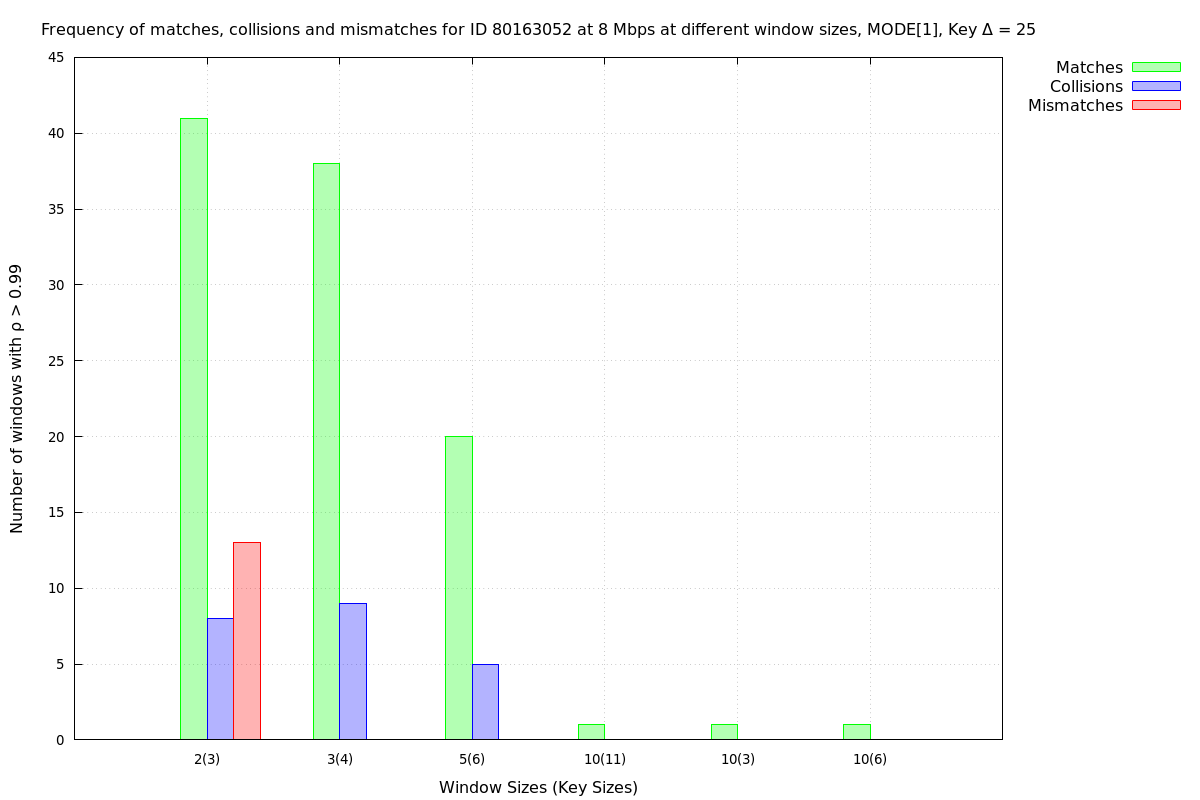 Frequency of matches, collisions and mismatches for ID 80163052 at 8 Mbps at different window sizes, MODE[1], Key Δ = 25
Matches
Collisions
Mismatches
Number of windows with ρ > 0.99
45
40
35
30
25
20
15
10
5
0
2(3) 3(4) 5(6) 10(11) 10(3) 10(6)
Window Sizes (Key Sizes)